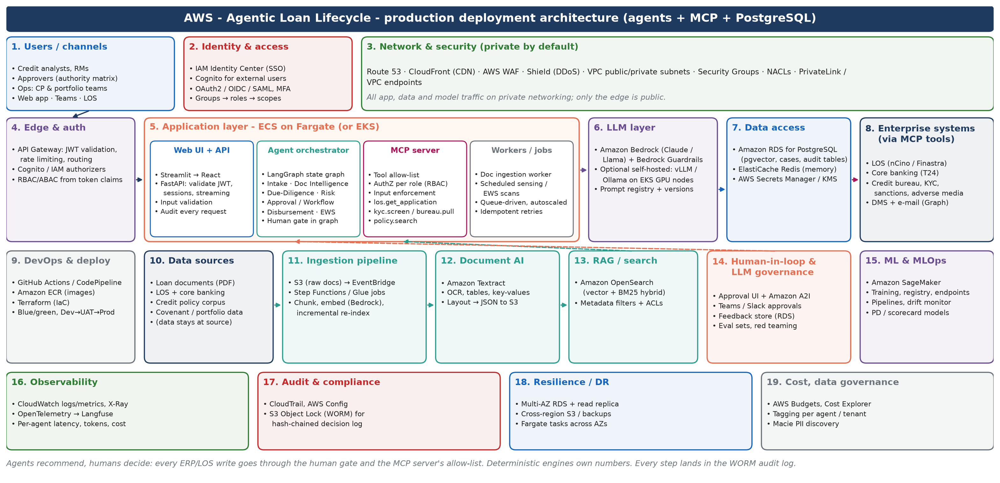 AWS - Agentic Loan Lifecycle - production deployment architecture (agents + MCP + PostgreSQL)
1. Users / channels
• Credit analysts, RMs
• Approvers (authority matrix)
• Ops: CP & portfolio teams
• Web app · Teams · LOS
2. Identity & access
• IAM Identity Center (SSO)
• Cognito for external users
• OAuth2 / OIDC / SAML, MFA
• Groups → roles → scopes
3. Network & security (private by default)
Route 53 · CloudFront (CDN) · AWS WAF · Shield (DDoS) · VPC public/private subnets · Security Groups · NACLs · PrivateLink /
VPC endpoints
All app, data and model traffic on private networking; only the edge is public.
4. Edge & auth
• API Gateway: JWT validation,
rate limiting, routing
• Cognito / IAM authorizers
• RBAC/ABAC from token claims
5. Application layer - ECS on Fargate (or EKS)
Web UI + API
• Streamlit → React
• FastAPI: validate JWT,
sessions, streaming
• Input validation
• Audit every request
Agent orchestrator
• LangGraph state graph
• Intake · Doc Intelligence
• Due-Diligence · Risk
• Approval / Workflow
• Disbursement · EWS
• Human gate in graph
MCP server
• Tool allow-list
• AuthZ per role (RBAC)
• Input enforcement
• los.get_application
• kyc.screen / bureau.pull
• policy.search
Workers / jobs
• Doc ingestion worker
• Scheduled sensing /
EWS scans
• Queue-driven, autoscaled
• Idempotent retries
6. LLM layer
• Amazon Bedrock (Claude /
Llama) + Bedrock Guardrails
• Optional self-hosted: vLLM /
Ollama on EKS GPU nodes
• Prompt registry + versions
7. Data access
• Amazon RDS for PostgreSQL
(pgvector, cases, audit tables)
• ElastiCache Redis (memory)
• AWS Secrets Manager / KMS
8. Enterprise systems
(via MCP tools)
• LOS (nCino / Finastra)
• Core banking (T24)
• Credit bureau, KYC,
sanctions, adverse media
• DMS + e-mail (Graph)
9. DevOps & deploy
• GitHub Actions / CodePipeline
• Amazon ECR (images)
• Terraform (IaC)
• Blue/green, Dev→UAT→Prod
10. Data sources
• Loan documents (PDF)
• LOS + core banking
• Credit policy corpus
• Covenant / portfolio data
• (data stays at source)
11. Ingestion pipeline
• S3 (raw docs) → EventBridge
• Step Functions / Glue jobs
• Chunk, embed (Bedrock),
incremental re-index
12. Document AI
• Amazon Textract
• OCR, tables, key-values
• Layout → JSON to S3
13. RAG / search
• Amazon OpenSearch
(vector + BM25 hybrid)
• Metadata filters + ACLs
14. Human-in-loop &
LLM governance
• Approval UI + Amazon A2I
• Teams / Slack approvals
• Feedback store (RDS)
• Eval sets, red teaming
15. ML & MLOps
• Amazon SageMaker
• Training, registry, endpoints
• Pipelines, drift monitor
• PD / scorecard models
16. Observability
• CloudWatch logs/metrics, X-Ray
• OpenTelemetry → Langfuse
• Per-agent latency, tokens, cost
17. Audit & compliance
• CloudTrail, AWS Config
• S3 Object Lock (WORM) for
hash-chained decision log
18. Resilience / DR
• Multi-AZ RDS + read replica
• Cross-region S3 / backups
• Fargate tasks across AZs
19. Cost, data governance
• AWS Budgets, Cost Explorer
• Tagging per agent / tenant
• Macie PII discovery
Agents recommend, humans decide: every ERP/LOS write goes through the human gate and the MCP server's allow-list. Deterministic engines own numbers. Every step lands in the WORM audit log.